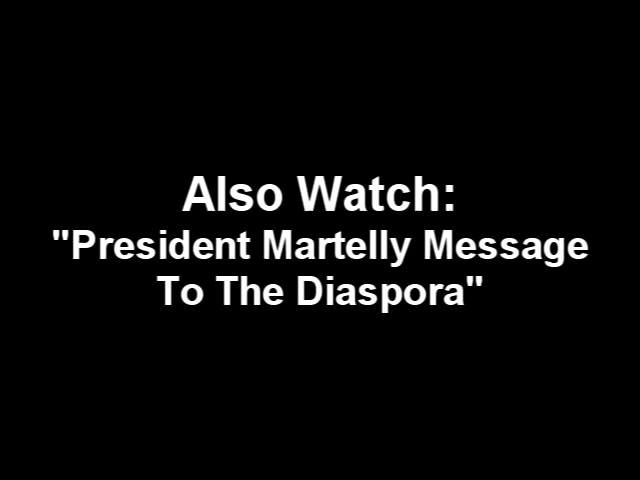 Also Watch:
"President Martelly Message
To The Diaspora"